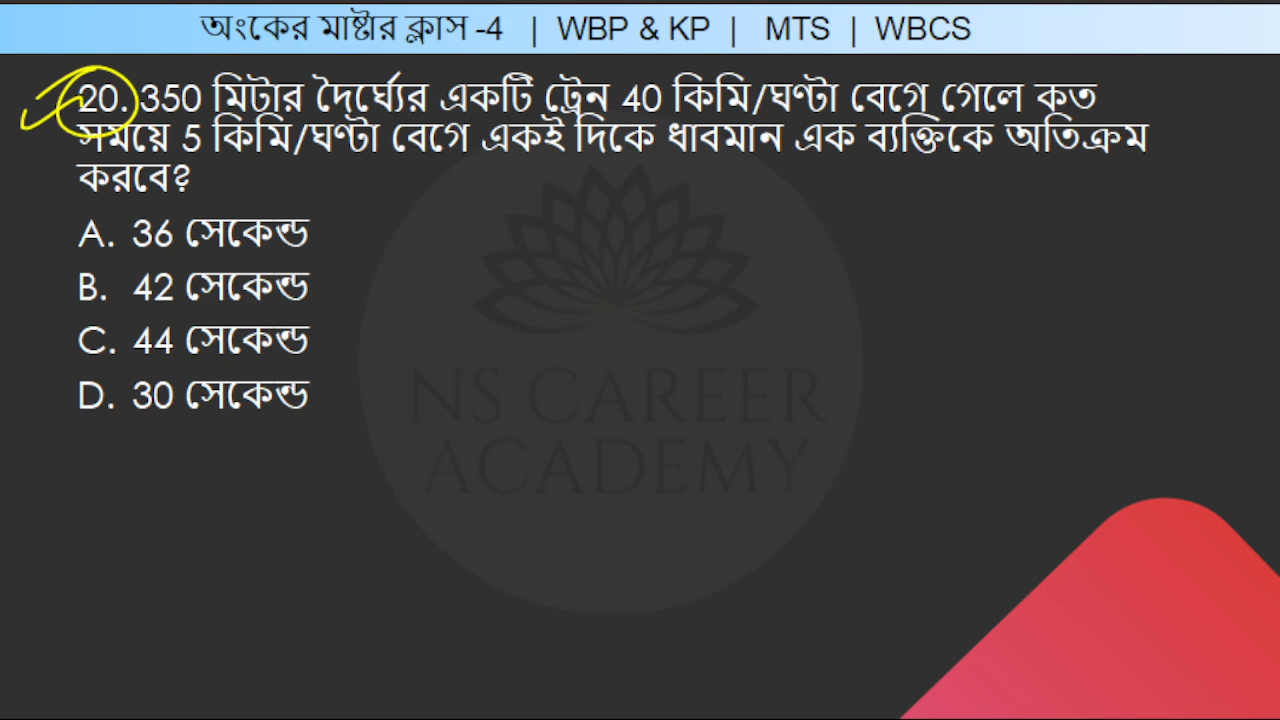 অংকের মাষ্টার ক্লাস -4 | WBP & KP | MTS | WBCS
20. 350 মিটার দৈর্ঘ্যের একটি ট্রেন 40 কিমি/ঘণ্টা বেগে গেলে কত
সময়ে 5 কিমি/ঘণ্টা বেগে একই দিকে ধাবমান এক ব্যক্তিকে অতিক্রম
করবে?
A. 36 সেকেন্ড
B. 42 সেকেন্ড
C. 44 সেকেন্ড
D. 30 সেকেন্ড
NS CAREER
ACADEMY